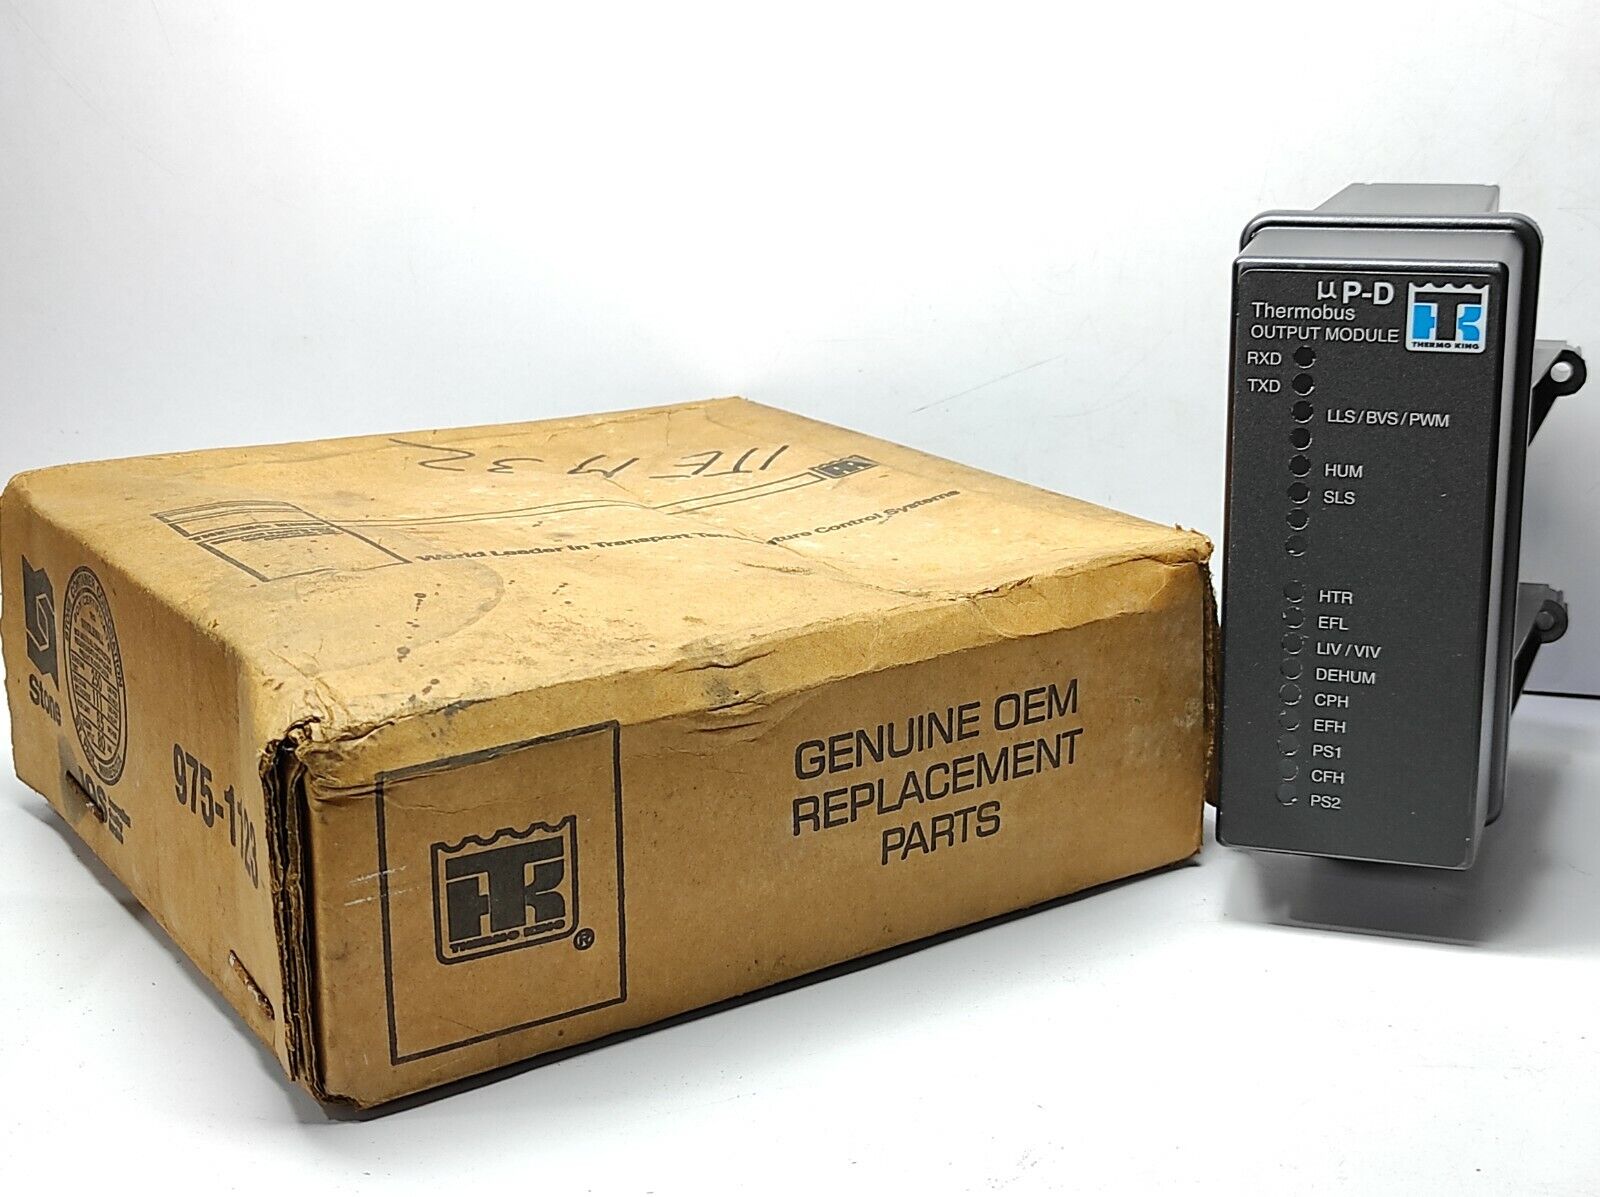 World Leader in Transport Temperature Control Systems
Stone
975-1123
THERMO KING
®
GENUINE OEM
REPLACEMENT
PARTS
µP-D
Thermobus
OUTPUT MODULE
THERMO KING
RXD
TXD
LLS / BVS / PWM
HUM
SLS
HTR
EFL
LIV / VIV
DEHUM
CPH
EFH
PS1
CFH
PS2